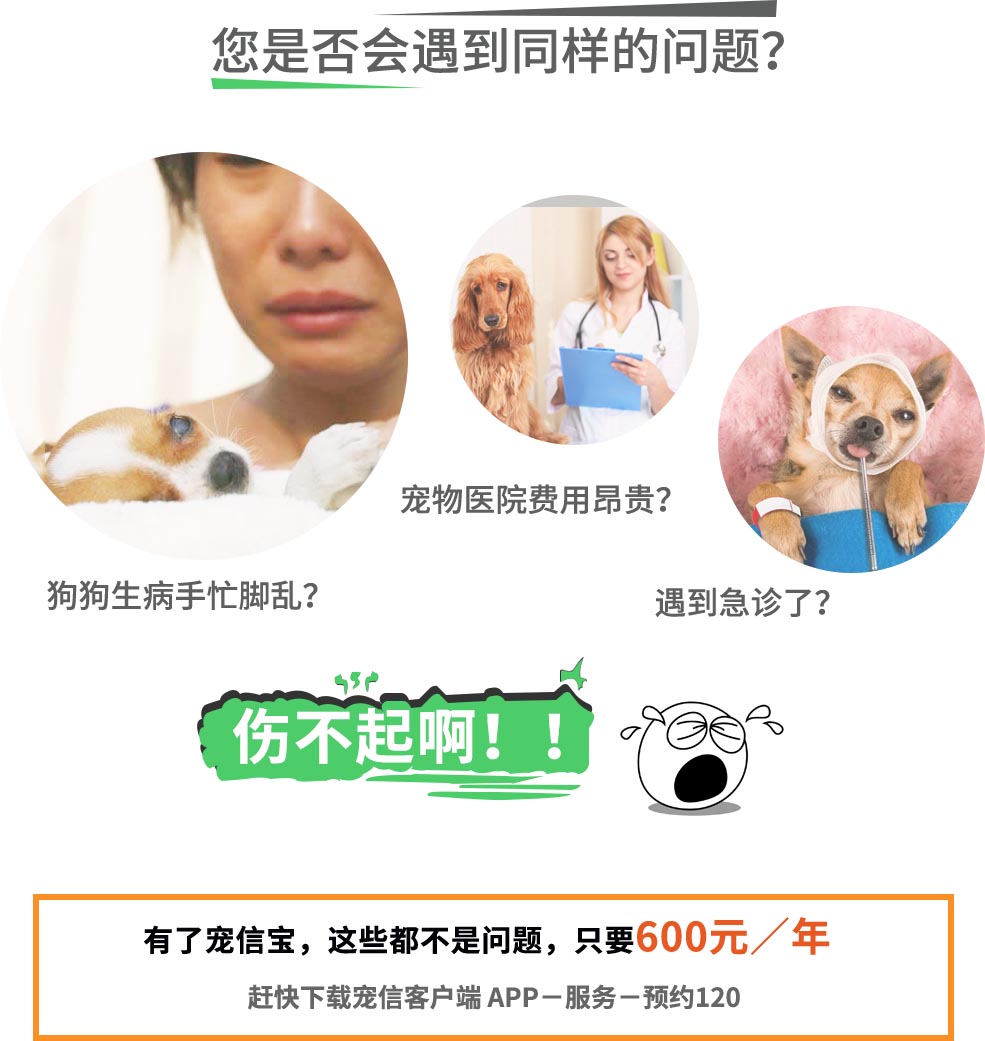 您是否会遇到同样的问题?
宠物医院费用昂贵?
狗狗生病手忙脚乱?
遇到急诊了?
伤不起啊！！
有了宠信宝，这些都不是问题，只要600元／年
赶快下载宠信客户端 APP－服务－预约120